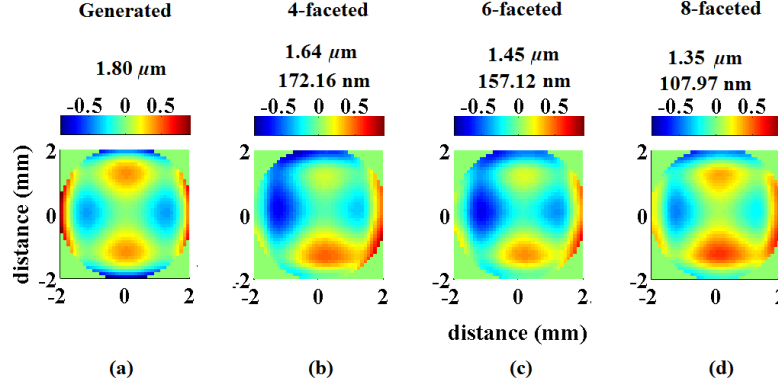 Generated 4-faceted 6-faceted 8-faceted
1.80 μm 1.64 μm 1.45 μm 1.35 μm
172.16 nm 157.12 nm 107.97 nm
-0.5 0 0.5 -0.5 0 0.5 -0.5 0 0.5 -0.5 0 0.5
2 2 2 2
distance (mm)
0 0 0 0
-2 -2 -2 -2
-2 0 2 -2 0 2 -2 0 2 -2 0 2
distance (mm)
(a) (b) (c) (d)